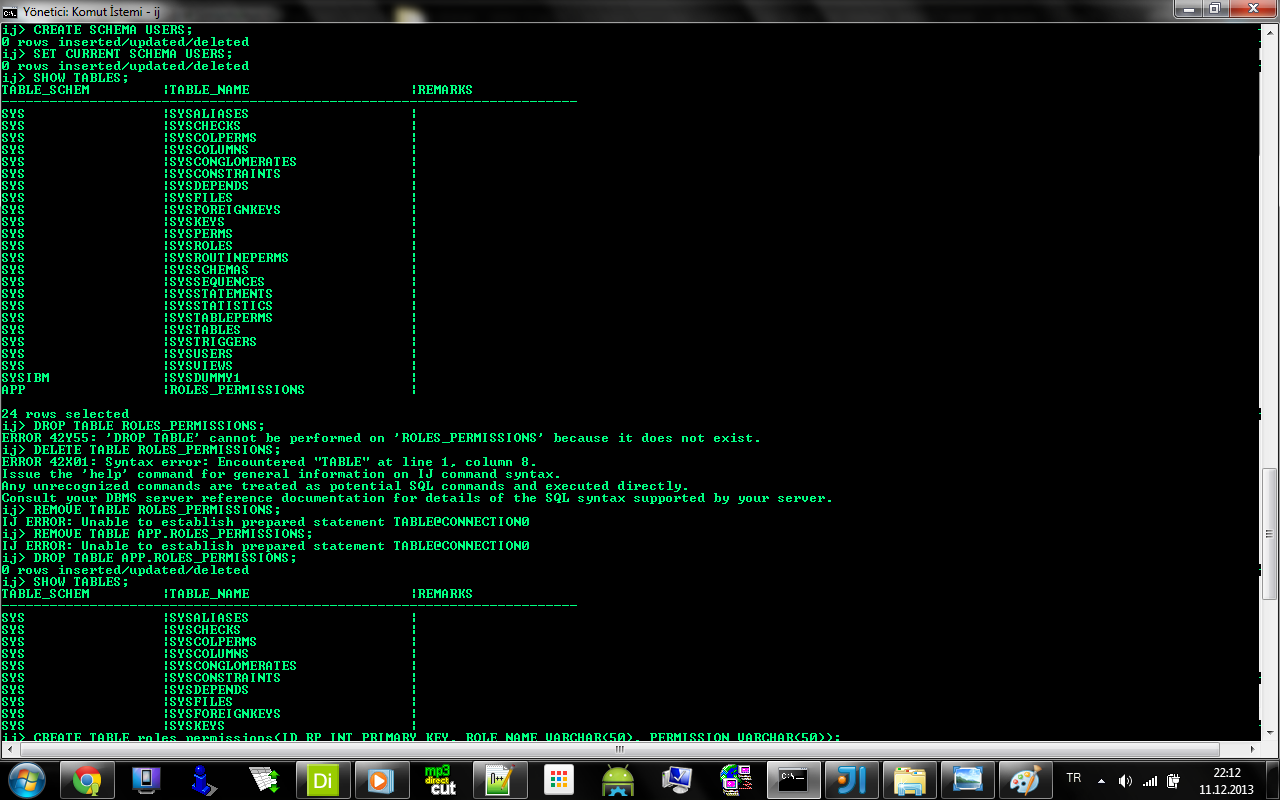 Yönetici: Komut İstemi - ij
ij> CREATE SCHEMA USERS;
0 rows inserted/updated/deleted
ij> SET CURRENT SCHEMA USERS;
0 rows inserted/updated/deleted
ij> SHOW TABLES;
TABLE_SCHEM |TABLE_NAME |REMARKS
------------------------------------------------------------------------
SYS |SYSALIASES |
SYS |SYSCHECKS |
SYS |SYSCOLPERMS |
SYS |SYSCOLUMNS |
SYS |SYSCONGLOMERATES |
SYS |SYSCONSTRAINTS |
SYS |SYSDEPENDS |
SYS |SYSFILES |
SYS |SYSFOREIGNKEYS |
SYS |SYSKEYS |
SYS |SYSPERMS |
SYS |SYSROLES |
SYS |SYSROUTINEPERMS |
SYS |SYSSCHEMAS |
SYS |SYSSEQUENCES |
SYS |SYSSTATEMENTS |
SYS |SYSSTATISTICS |
SYS |SYSTABLEPERMS |
SYS |SYSTABLES |
SYS |SYSTRIGGERS |
SYS |SYSUSERS |
SYS |SYSVIEWS |
SYSIBM |SYSDUMMY1 |
APP |ROLES_PERMISSIONS |
24 rows selected
ij> DROP TABLE ROLES_PERMISSIONS;
ERROR 42Y55: 'DROP TABLE' cannot be performed on 'ROLES_PERMISSIONS' because it does not exist.
ij> DELETE TABLE ROLES_PERMISSIONS;
ERROR 42X01: Syntax error: Encountered "TABLE" at line 1, column 8.
Issue the 'help' command for general information on IJ command syntax.
Any unrecognized commands are treated as potential SQL commands and executed directly.
Consult your DBMS server reference documentation for details of the SQL syntax supported by your server.
ij> REMOVE TABLE ROLES_PERMISSIONS;
IJ ERROR: Unable to establish prepared statement TABLE@CONNECTION0
ij> REMOVE TABLE APP.ROLES_PERMISSIONS;
IJ ERROR: Unable to establish prepared statement TABLE@CONNECTION0
ij> DROP TABLE APP.ROLES_PERMISSIONS;
0 rows inserted/updated/deleted
ij> SHOW TABLES;
TABLE_SCHEM |TABLE_NAME |REMARKS
------------------------------------------------------------------------
SYS |SYSALIASES |
SYS |SYSCHECKS |
SYS |SYSCOLPERMS |
SYS |SYSCOLUMNS |
SYS |SYSCONGLOMERATES |
SYS |SYSCONSTRAINTS |
SYS |SYSDEPENDS |
SYS |SYSFILES |
SYS |SYSFOREIGNKEYS |
SYS |SYSKEYS |
ij> CREATE TABLE roles_permissions(ID_RP INT PRIMARY KEY, ROLE_NAME VARCHAR(50), PERMISSION VARCHAR(50));
Di
mp3
direct
cut
TR
22:12
11.12.2013